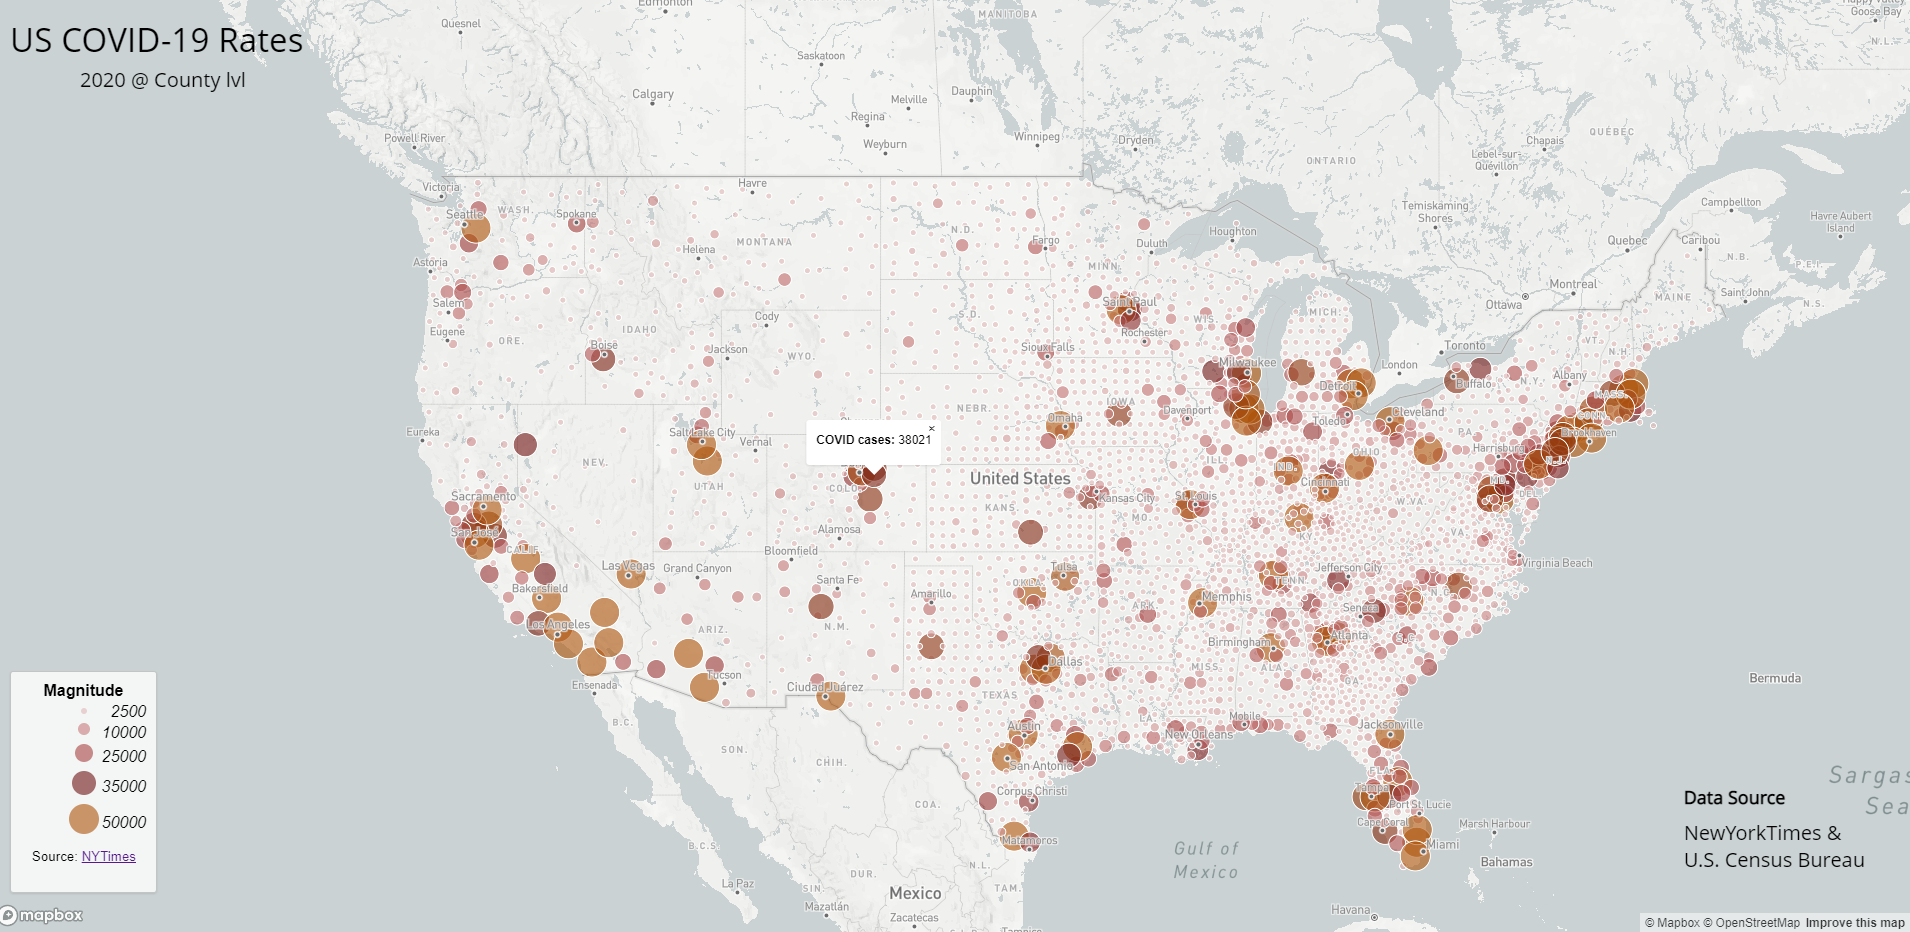 US COVID-19 Rates
2020 @ County lvl
Edmonton
Quesnel
MANITOBA
Happy Valley
Goose Bay
N.L.
Saskatoon
Calgary
Melville
Dauphin
Regina
Winnipeg
Powell River
Weyburn
Dryden
ONTARIO
QUÉBEC
Chapais
Lebel-sur-
Quévillon
Victoria
Havre
Temiskaming
Shores
Campbellton
Havre Aubert
Island
Seattle
WASH.
Spokane
Helena
MONTANA
N.D.
Fargo
Duluth
Houghton
Quebec
Caribou
N.B.
P.E.I.
Astoria
MINN.
Montreal
Ottawa
MAINE
Saint John
N.S.
Salem
Eugene
ORE.
IDAHO
Boise
Cody
Jackson
WYO.
S.D.
Sioux Falls
Saint Paul
Rochester
WIS.
MICH.
Toronto
London
VT.
N.H.
Milwaukee
Detroit
Buffalo
N.Y.
Albany
MASS.
CONN.
Eureka
Salt Lake City
Vernal
NEV.
UTAH
NEBR.
Omaha
IOWA
Davenport
Toledo
Cleveland
PA.
Harrisburg
Brookhaven
N.J.
COVID cases: 38021
×
COLO.
United States
ILL.
IND.
OHIO
Cincinnati
MD.
DEL.
Sacramento
San Jose
CALIF.
Alamosa
KANS.
Kansas City
MO.
St. Louis
KY.
W.VA.
VA.
Virginia Beach
Bakersfield
Las Vegas
Grand Canyon
Bloomfield
Santa Fe
Amarillo
OKLA.
Tulsa
ARK.
Memphis
TENN.
Jefferson City
N.C.
Seneca
Los Angeles
ARIZ.
N.M.
Birmingham
Atlanta
S.C.
Ensenada
Tucson
Ciudad Juárez
TEXAS
Dallas
MISS.
ALA.
GA.
Bermuda
B.C.
SON.
CHIH.
Austin
San Antonio
LA.
New Orleans
Mobile
Jacksonville
FLA.
Tampa
Port St. Lucie
Cape Coral
Miami
Marsh Harbour
Bahamas
Sargas
Sea
COA.
Corpus Christi
Matamoros
N.L.
TAM.
Gulf of
Mexico
B.C.S.
La Paz
SIN.
DUR.
Mazatlán
Mexico
Zacatecas
Tampico
Havana
Magnitude
2500
10000
25000
35000
50000
Source: NYTimes
Data Source
NewYorkTimes &
U.S. Census Bureau
mapbox
© Mapbox © OpenStreetMap Improve this map